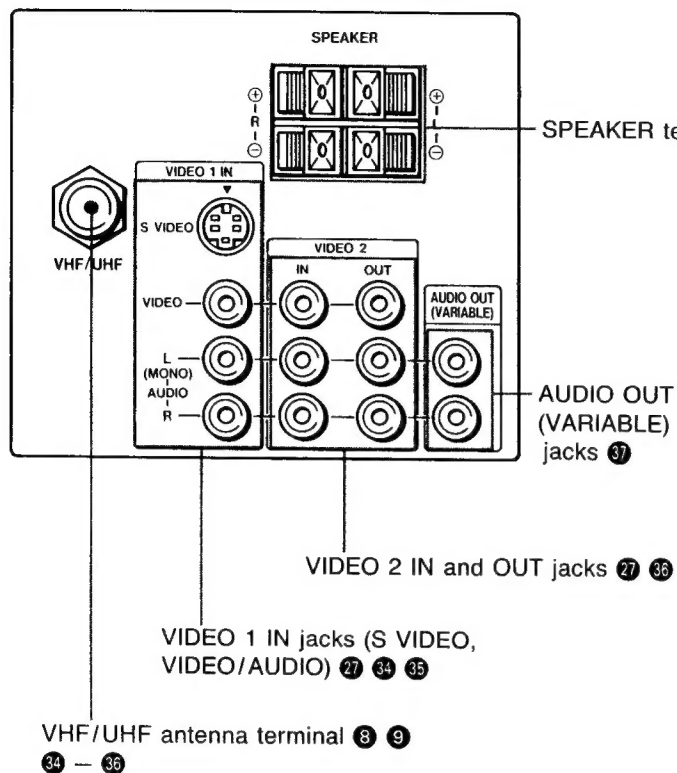 SPEAKER
⊕ ⊕
R L
⊖ ⊖
SPEAKER
VIDEO 1 IN
S VIDEO
VHF/UHF
VIDEO 2
IN OUT
VIDEO
AUDIO OUT
(VARIABLE)
L
(MONO)
AUDIO
R
AUDIO OUT
(VARIABLE)
jacks 37
VIDEO 2 IN and OUT jacks 27 36
VIDEO 1 IN jacks (S VIDEO,
VIDEO/AUDIO) 27 34 35
VHF/UHF antenna terminal 8 9
34 — 36